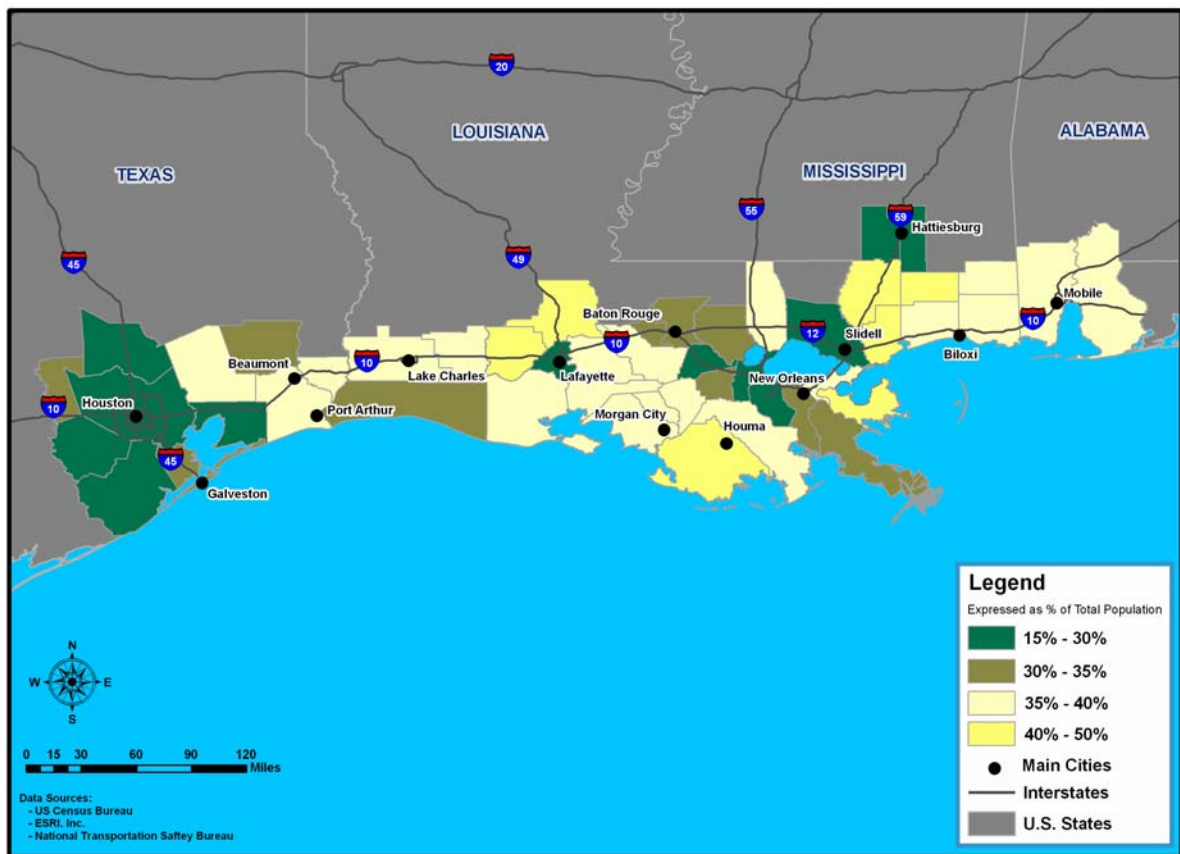 20
LOUISIANA
ALABAMA
TEXAS
MISSISSIPPI
55
59
Hattiesburg
45
49
Mobile
Baton Rouge
10
12
Slidell
10
Beaumont
10
Biloxi
Lake Charles
Lafayette
New Orleans
10
Houston
Port Arthur
Morgan City
Houma
45
Galveston
Legend
Expressed as % of Total Population
15% - 30%
30% - 35%
35% - 40%
40% - 50%
Main Cities
Interstates
U.S. States
N
W E
S
0 15 30 60 90 120
Miles
Data Sources:
- US Census Bureau
- ESRI. Inc.
- National Transportation Saftey Bureau